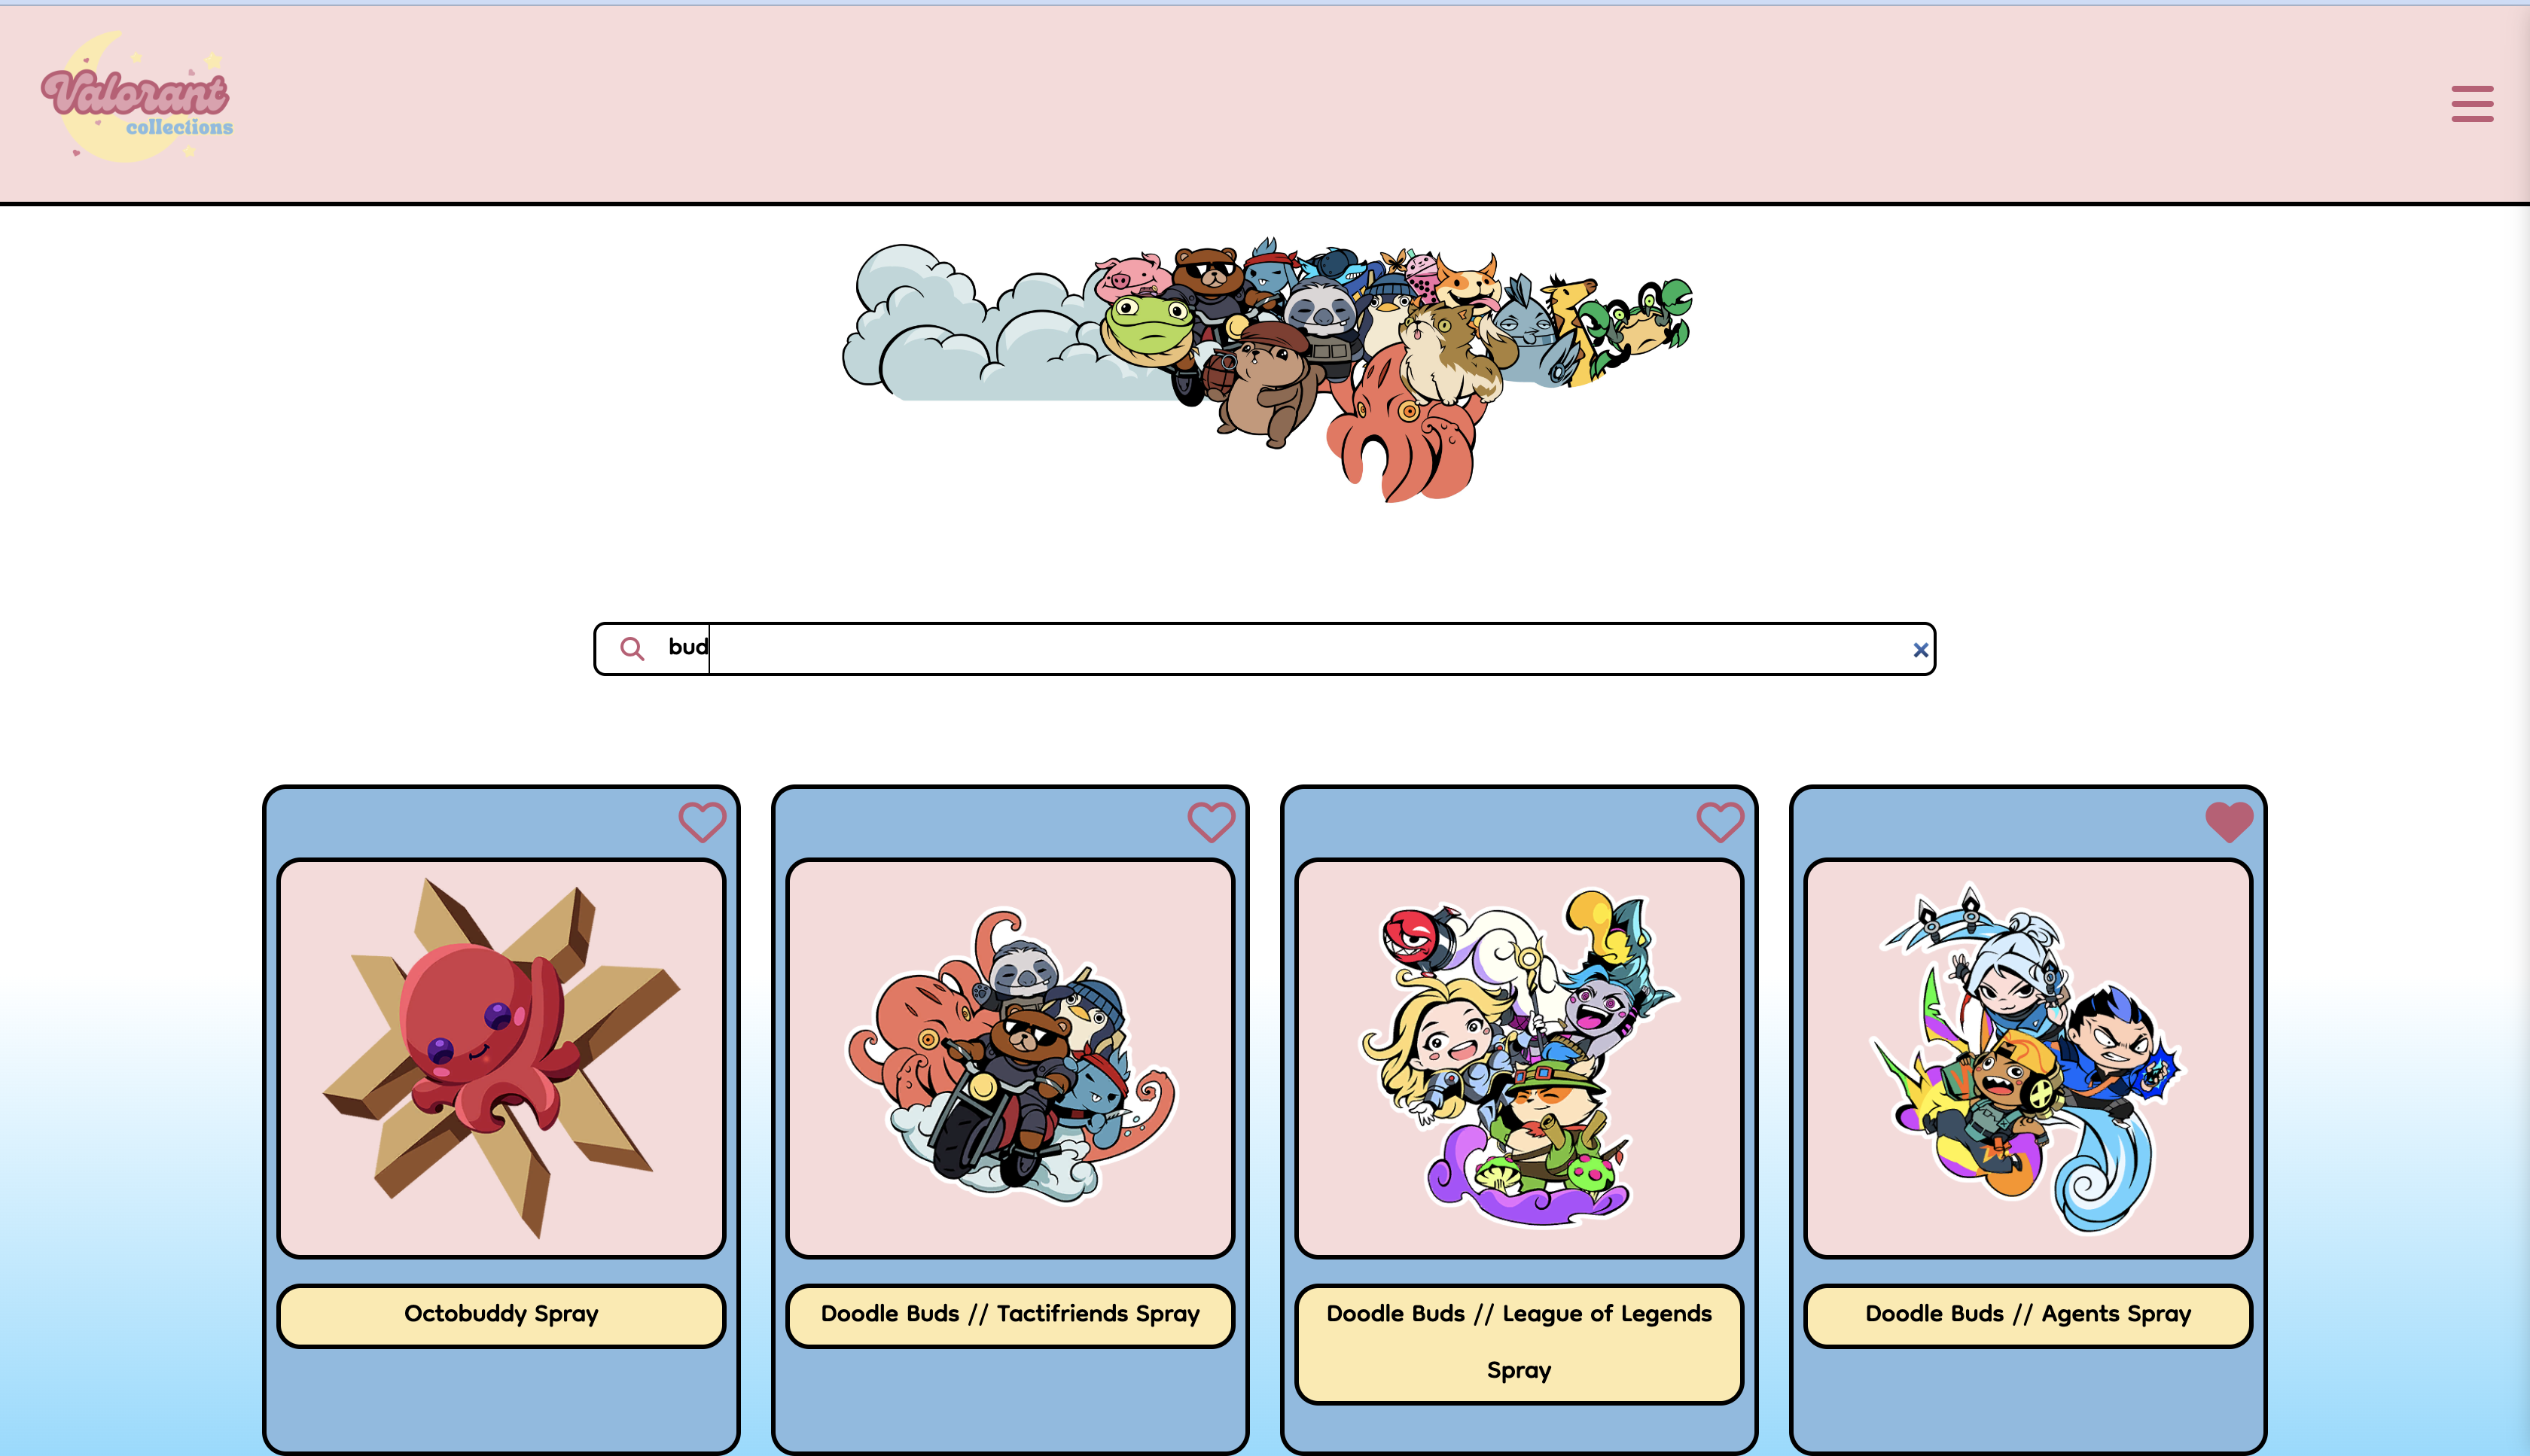 Valorant
collections
bud
Octobuddy Spray
Doodle Buds // Tactifriends Spray
Doodle Buds // League of Legends
Spray
Doodle Buds // Agents Spray